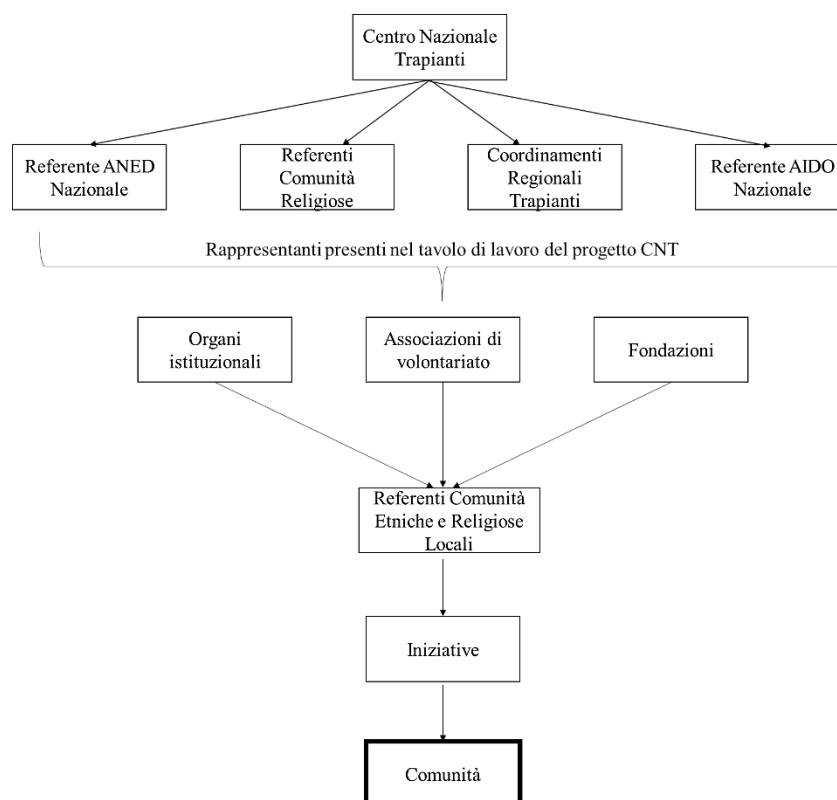 Centro Nazionale
Trapianti
Referente ANED
Nazionale
Referenti
Comunità
Religiose
Coordinamenti
Regionali
Trapianti
Referente AIDO
Nazionale
Rappresentanti presenti nel tavolo di lavoro del progetto CNT
Organi
istituzionali
Associazioni di
volontariato
Fondazioni
Referenti Comunità
Etniche e Religiose
Locali
Iniziative
Comunità